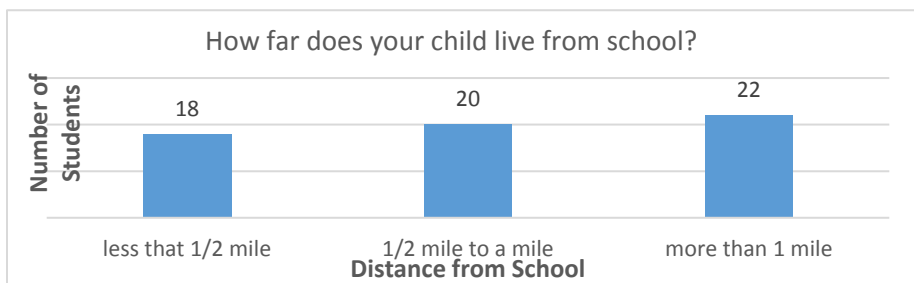 How far does your child live from school?
Number of
Students
18
20
22
less that 1/2 mile
1/2 mile to a mile
more than 1 mile
Distance from School